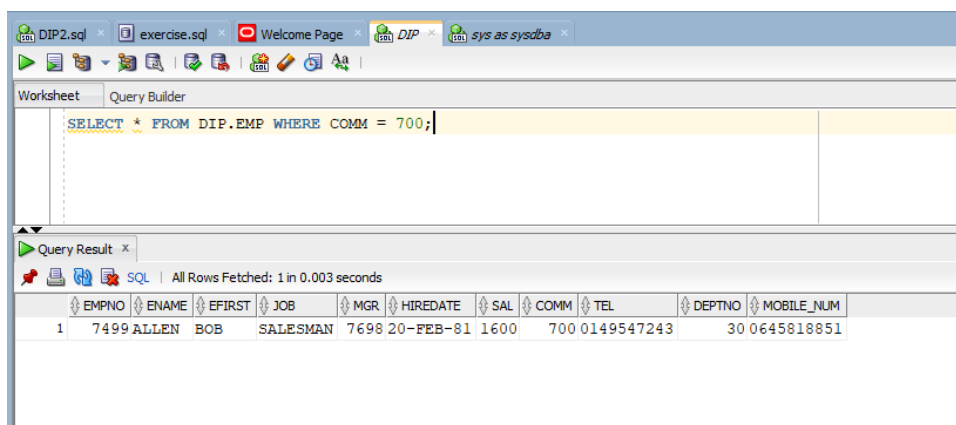 DIP2.sql exercise.sql Welcome Page DIP sys as sysdba
Worksheet Query Builder
SELECT * FROM DIP.EMP WHERE COMM = 700;
Query Result
SQL | All Rows Fetched: 1 in 0.003 seconds
EMPNO ENAME EFIRST JOB MGR HIREDATE SAL COMM TEL DEPTNO MOBILE_NUM
1 7499 ALLEN BOB SALESMAN 7698 20-FEB-81 1600 700 0149547243 30 0645818851